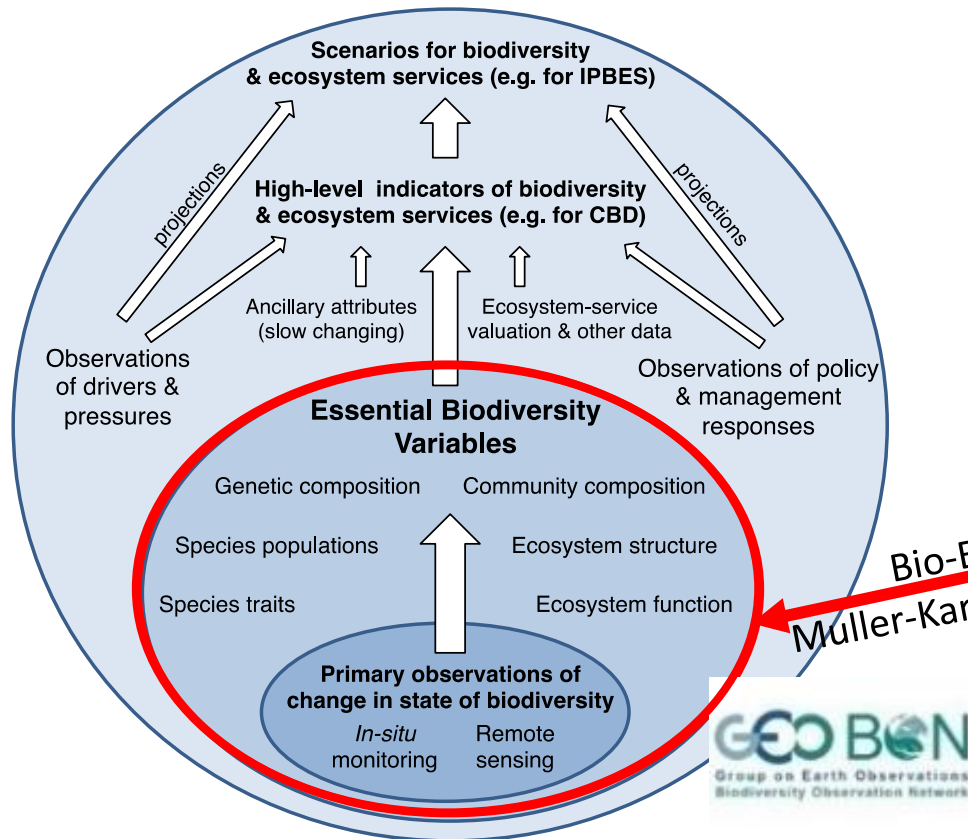 Scenarios for biodiversity
& ecosystem services (e.g. for IPBES)
projections
projections
High-level indicators of biodiversity
& ecosystem services (e.g. for CBD)
Ancillary attributes
(slow changing)
Ecosystem-service
valuation & other data
Observations
of drivers &
pressures
Observations of policy
& management
responses
Essential Biodiversity
Variables
Genetic composition
Community composition
Species populations
Ecosystem structure
Species traits
Ecosystem function
Bio-E
Muller-Kar
Primary observations of
change in state of biodiversity
In-situ
monitoring
Remote
sensing
GEO BON
Group on Earth Observations
Biodiversity Observation Network